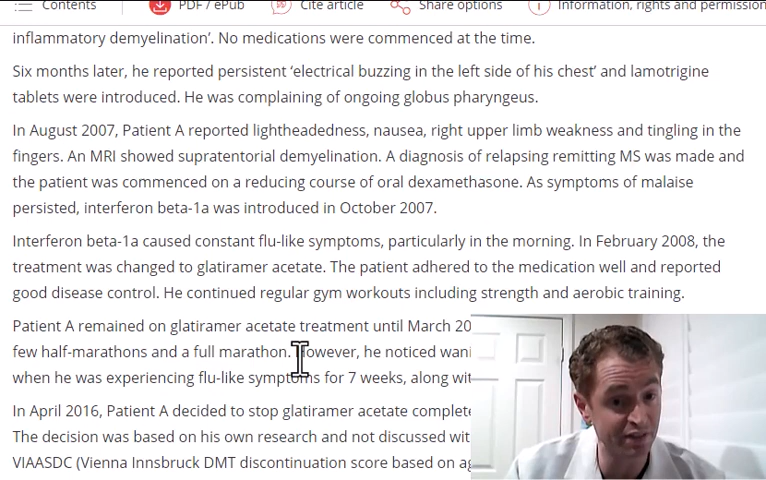 Contents PDF / ePub Cite article Share options Information, rights and permission
inflammatory demyelination'. No medications were commenced at the time.
Six months later, he reported persistent 'electrical buzzing in the left side of his chest' and lamotrigine
tablets were introduced. He was complaining of ongoing globus pharyngeus.
In August 2007, Patient A reported lightheadedness, nausea, right upper limb weakness and tingling in the
fingers. An MRI showed supratentorial demyelination. A diagnosis of relapsing remitting MS was made and
the patient was commenced on a reducing course of oral dexamethasone. As symptoms of malaise
persisted, interferon beta-1a was introduced in October 2007.
Interferon beta-1a caused constant flu-like symptoms, particularly in the morning. In February 2008, the
treatment was changed to glatiramer acetate. The patient adhered to the medication well and reported
good disease control. He continued regular gym workouts including strength and aerobic training.
Patient A remained on glatiramer acetate treatment until March 20
few half-marathons and a full marathon. However, he noticed wani
when he was experiencing flu-like symptoms for 7 weeks, along wit
In April 2016, Patient A decided to stop glatiramer acetate complete
The decision was based on his own research and not discussed wit
VIAASDC (Vienna Innsbruck DMT discontinuation score based on ag